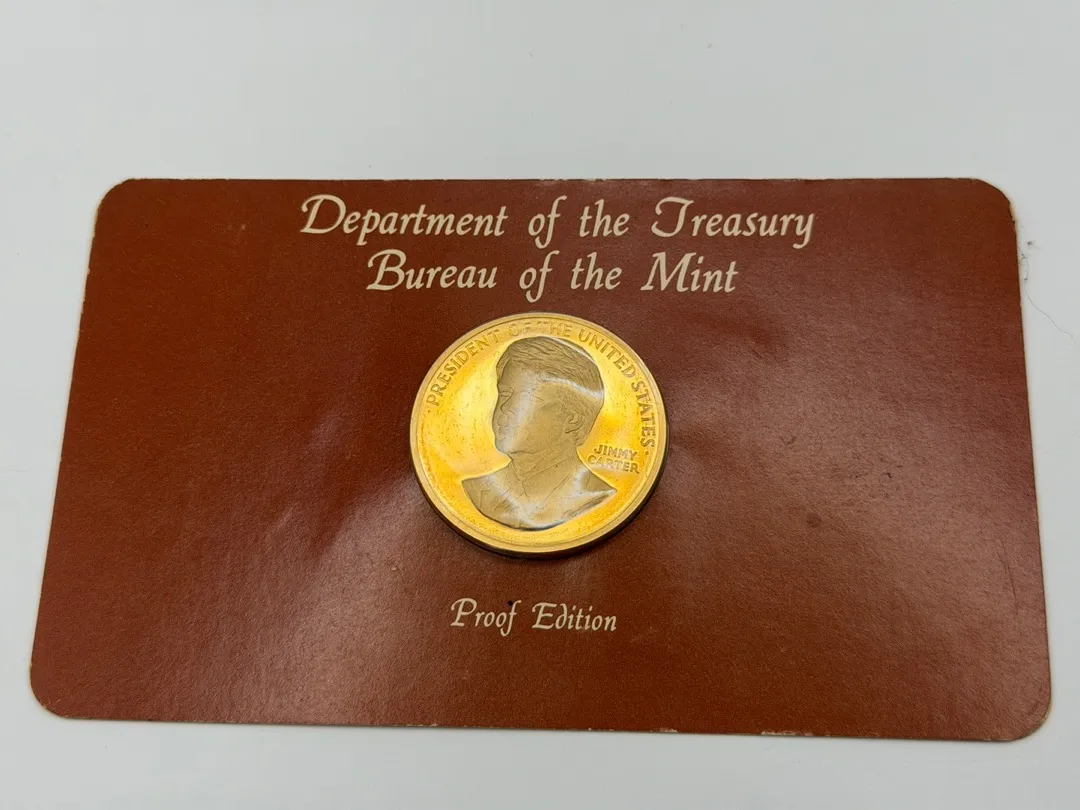 Department of the Treasury
Bureau of the Mint
· PRESIDENT OF THE UNITED STATES ·
JIMMY
CARTER
Proof Edition